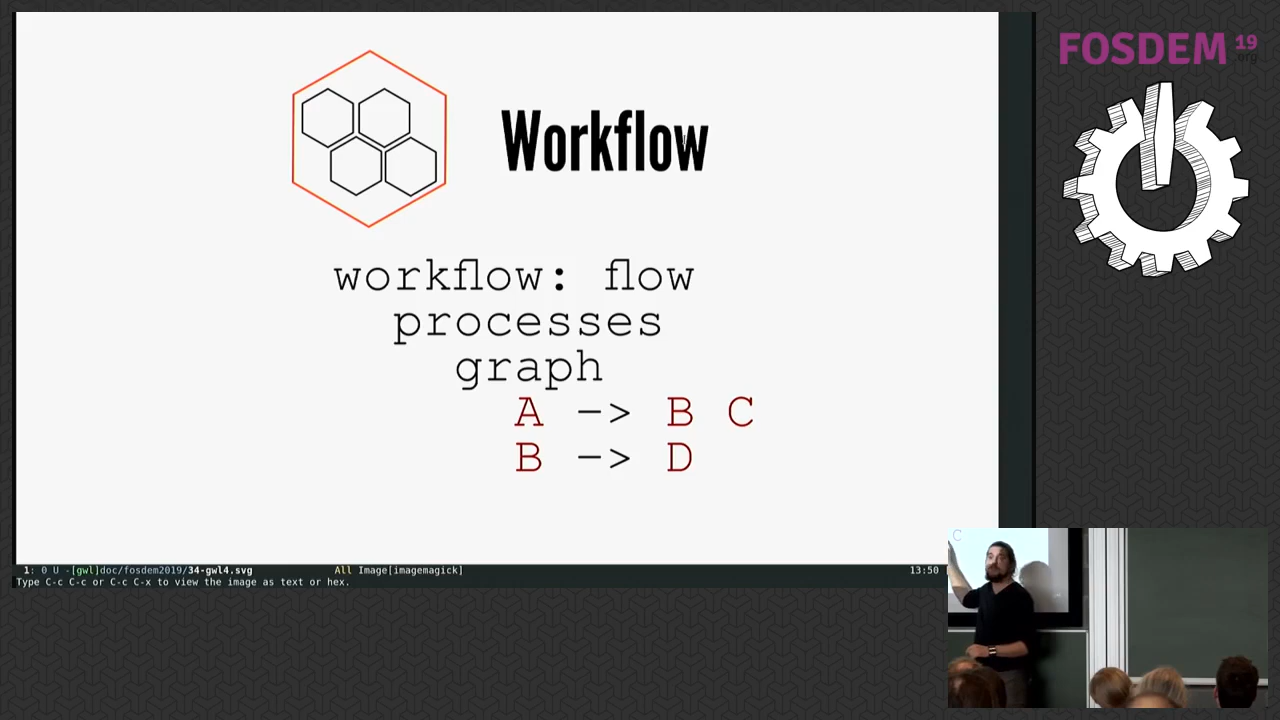 FOSDEM 19
.org
Workflow
workflow: flow
processes
graph
A -> B C
B -> D
1: 0 U -[gwl]doc/fosdem2019/34-gwl4.svg All Image[imagemagick] 13:50
Type C-c C-c or C-c C-x to view the image as text or hex.
C